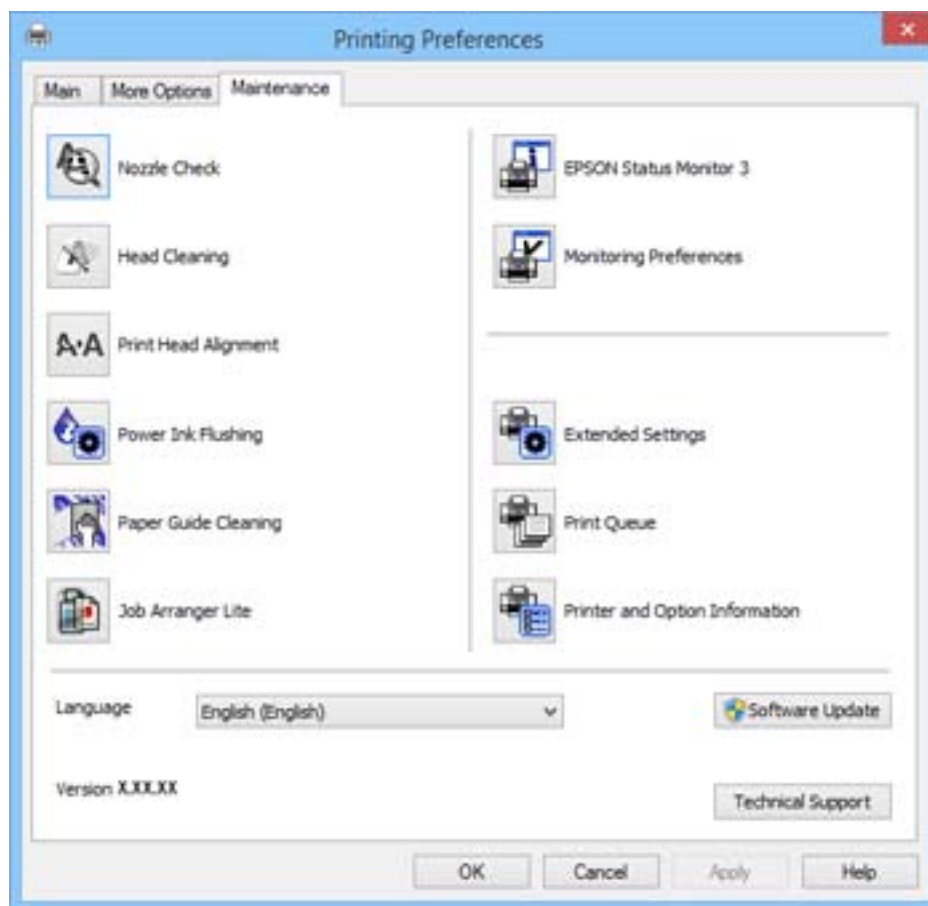 Printing Preferences
Main
More Options
Maintenance
Nozzle Check
Head Cleaning
A·A
Print Head Alignment
Power Ink Flushing
Paper Guide Cleaning
Job Arranger Lite
EPSON Status Monitor 3
Monitoring Preferences
Extended Settings
Print Queue
Printer and Option Information
Language
English (English)
Software Update
Version X.XX.XX
Technical Support
OK
Cancel
Apply
Help